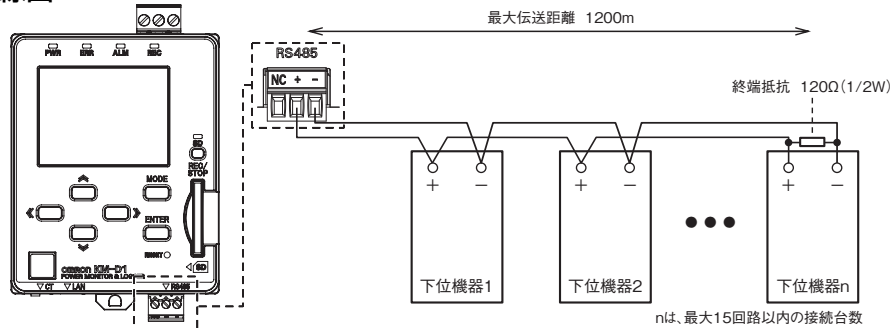 最大伝送距離 1200m
PWR ERR ALM REC
RS485
NC + -
終端抵抗 120Ω(1/2W)
SD
REC/
STOP
MODE
ENTER
RESET
SD
omron KM-D1
POWER MONITOR & LOGGER
▽CT ▽LAN ▽RS485
+ − + − + −
下位機器1 下位機器2 ●●● 下位機器n
nは、最大15回路以内の接続台数